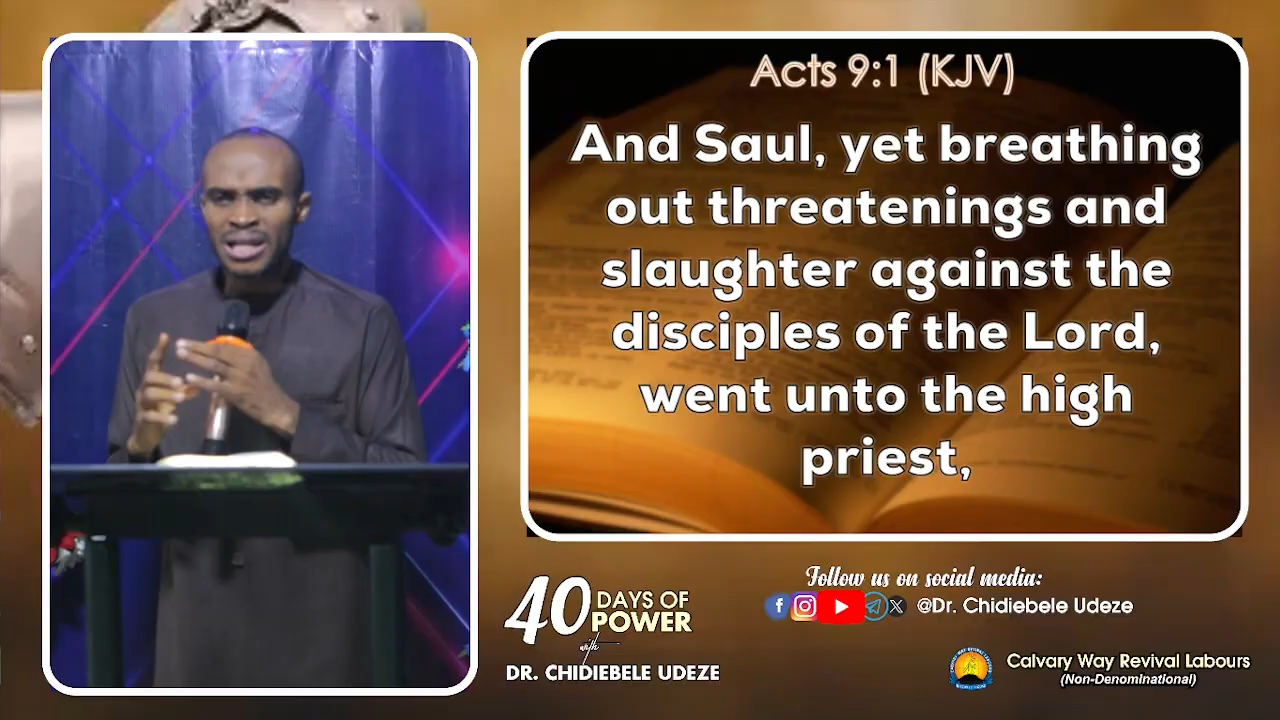 Acts 9:1 (KJV)
And Saul, yet breathing
out threatenings and
slaughter against the
disciples of the Lord,
went unto the high
priest,
40 DAYS OF
POWER
with
DR. CHIDIEBELE UDEZE
Follow us on social media:
@Dr. Chidiebele Udeze
Calvary Way Revival Labours
(Non-Denominational)